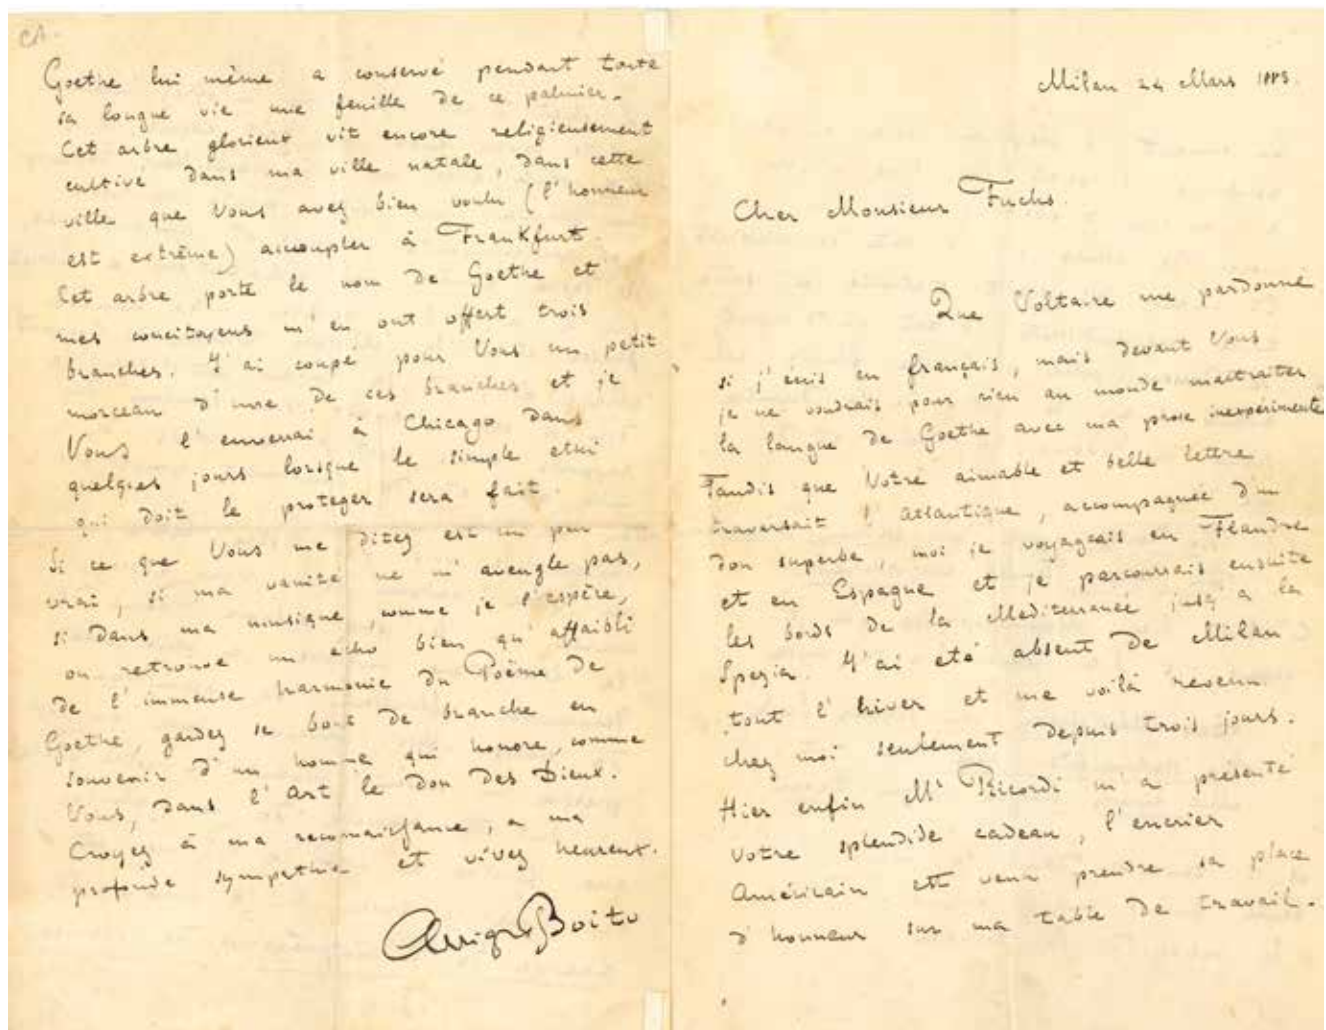 CA.
Goethe lui même a conservé pendant toute
sa longue vie une feuille de ce palmier.
Cet arbre glorieux vit encore religieusement
cultivé dans ma ville natale, dans cette
ville que Vous avez bien voulu (l'honneur
est extrême) accoupler à Frankfurt.
Cet arbre porte le nom de Goethe et
mes concitoyens m'en ont offert trois
branches. J'ai coupé pour Vous un petit
morceau d'une de ces branches et je
Vous l'enverrai à Chicago dans
quelques jours lorsque le simple etui
qui doit le proteger sera fait.
Si ce que Vous me ditez est un peu
vrai, si ma vanité ne m'aveugle pas,
si dans ma musique, comme je l'espère,
on retrouve un echo bien qu'affaibli
de l'immense harmonie du Poëme de
Goethe, gardez ce bout de branche en
souvenir d'un homme qui honore, comme
Vous, dans l'Art le don des Dieux.
Croyez à ma reconnaissance, a ma
profonde sympathie et vivez heureux.
Arrigo Boito
Milan 24 Mars
Cher Monsieur Fuchs.
Que Voltaire me pardonne
si j'écris en français, mais devant Vous
je ne voudrais pour rien au monde maltraiter
la langue de Goethe avec ma prose inexpérimentée
Tandis que Votre aimable et belle lettre
traversait l'Atlantique, accompagnée d'un
don superbe, moi je voyageais en Flandre
et en Espagne et je parcourrais ensuite
les bords de la Mediterranée jusq'a la
Spezia. J'ai eté absent de Milan
tout l'hiver et me voilà revenu
chez moi seulement depuis trois jours.
Hier enfin Mr Ricordi m'a présenté
votre splendide cadeau, l'encrier
Américain est venu prendre sa place
d'honneur sur ma table de travail.